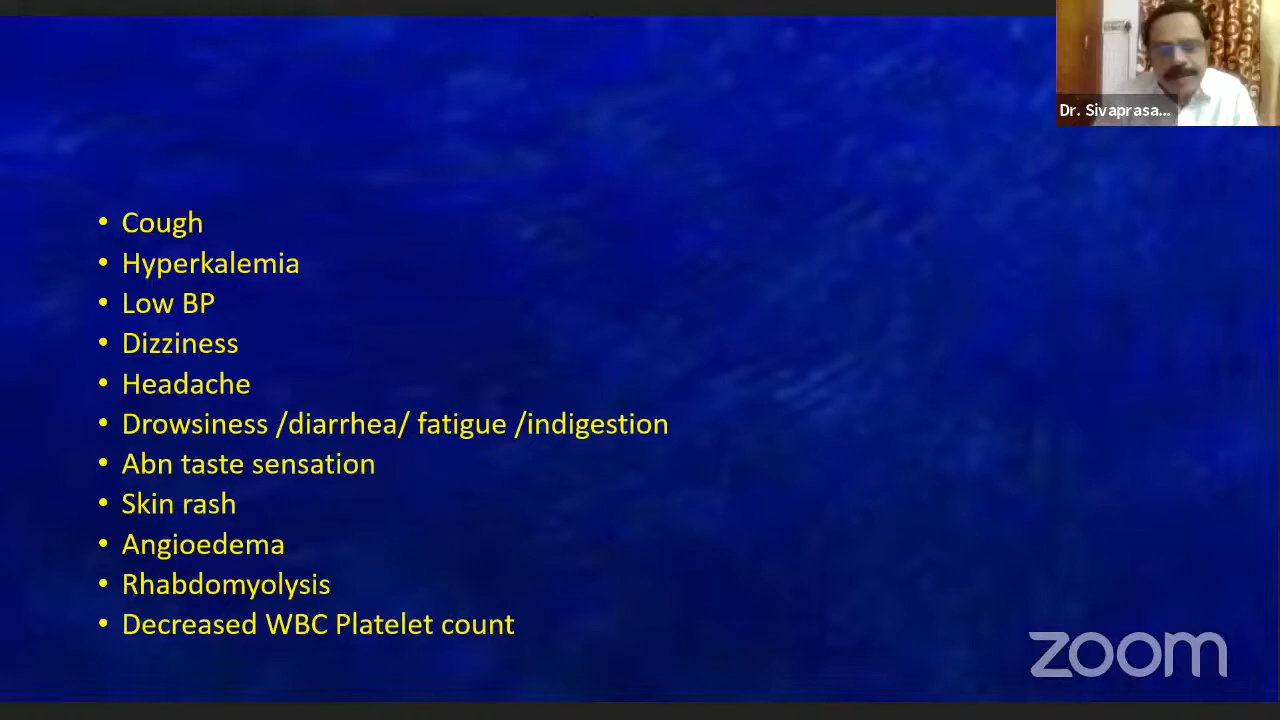 Dr. Sivaprasa...
• Cough
• Hyperkalemia
• Low BP
• Dizziness
• Headache
• Drowsiness /diarrhea/ fatigue /indigestion
• Abn taste sensation
• Skin rash
• Angioedema
• Rhabdomyolysis
• Decreased WBC Platelet count
zoom